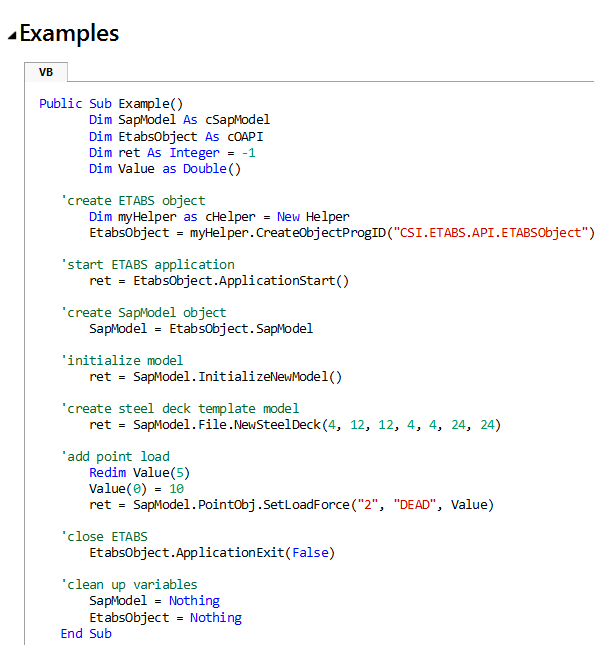 Examples
VB
Public Sub Example()
Dim SapModel As cSapModel
Dim EtabsObject As cOAPI
Dim ret As Integer = -1
Dim Value as Double()
'create ETABS object
Dim myHelper as cHelper = New Helper
EtabsObject = myHelper.CreateObjectProgID("CSI.ETABS.API.ETABSObject")
'start ETABS application
ret = EtabsObject.ApplicationStart()
'create SapModel object
SapModel = EtabsObject.SapModel
'initialize model
ret = SapModel.InitializeNewModel()
'create steel deck template model
ret = SapModel.File.NewSteelDeck(4, 12, 12, 4, 4, 24, 24)
'add point load
Redim Value(5)
Value(0) = 10
ret = SapModel.PointObj.SetLoadForce("2", "DEAD", Value)
'close ETABS
EtabsObject.ApplicationExit(False)
'clean up variables
SapModel = Nothing
EtabsObject = Nothing
End Sub